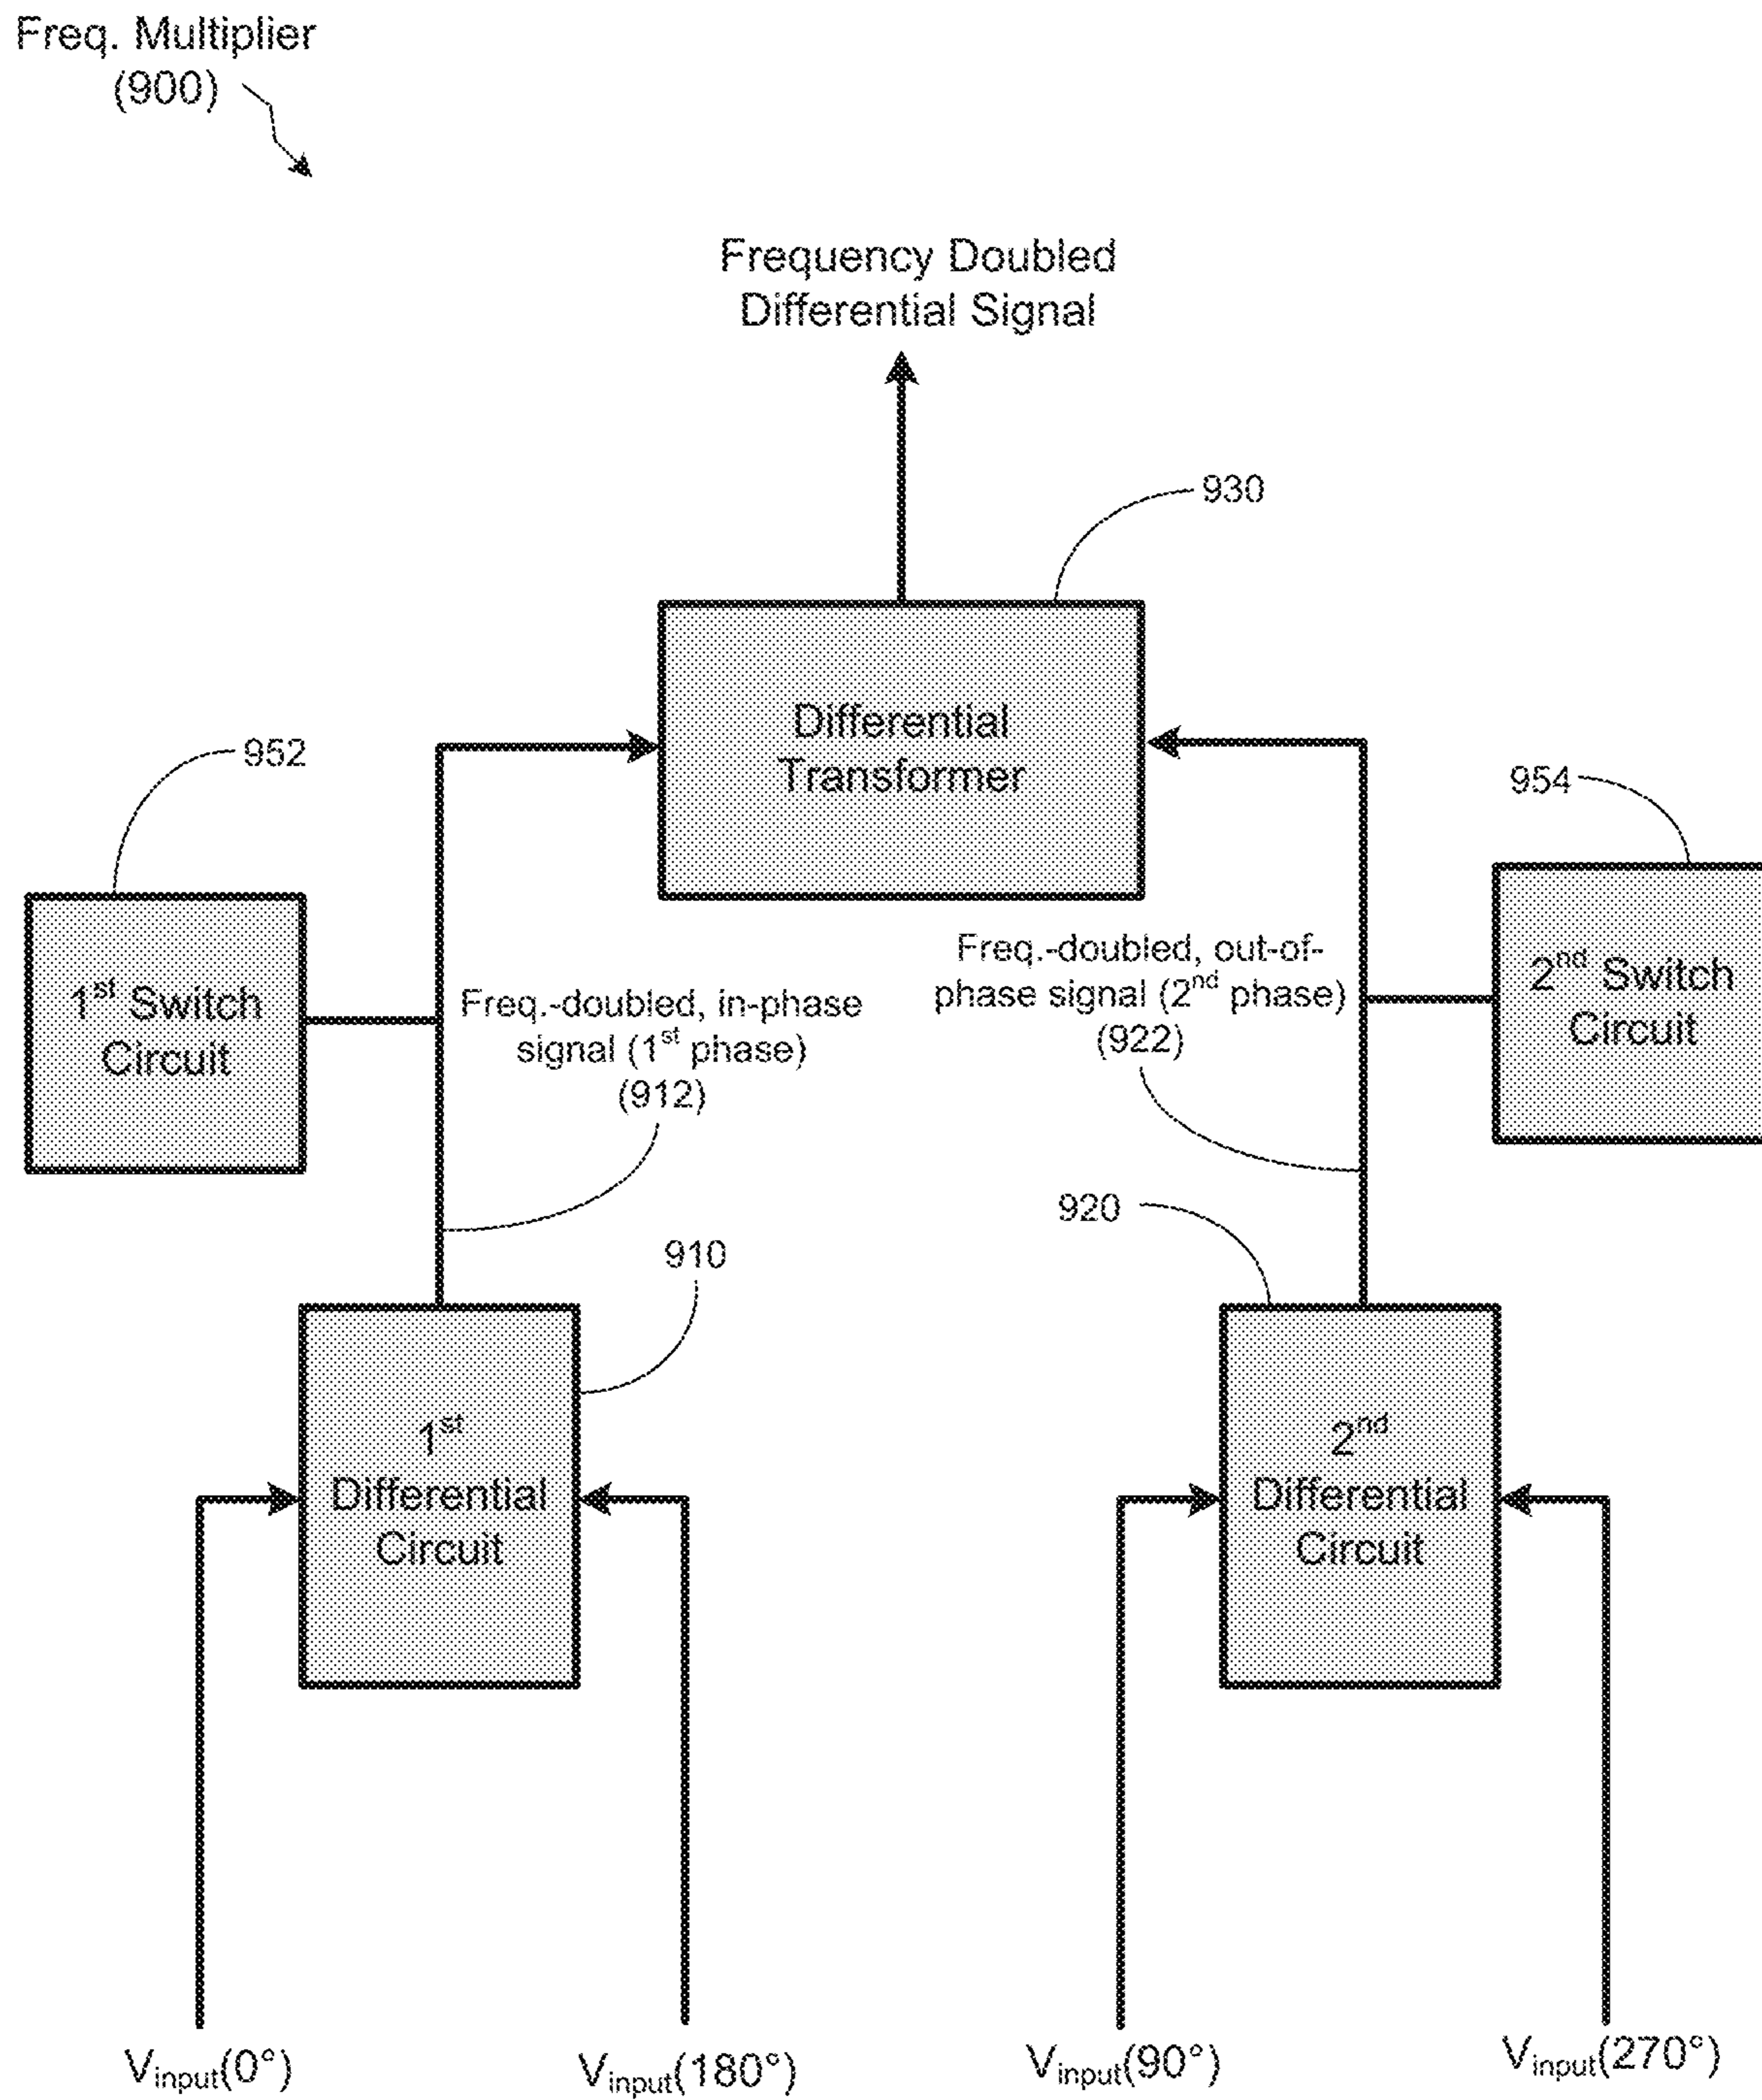 Freq. Multiplier
(900)
Frequency Doubled
Differential Signal
930
Differential
Transformer
952
954
1st Switch
Circuit
Freq.-doubled, in-phase
signal (1st phase)
(912)
Freq.-doubled, out-of-
phase signal (2nd phase)
(922)
2nd Switch
Circuit
910
920
1st
Differential
Circuit
2nd
Differential
Circuit
Vinput(0°)
Vinput(180°)
Vinput(90°)
Vinput(270°)